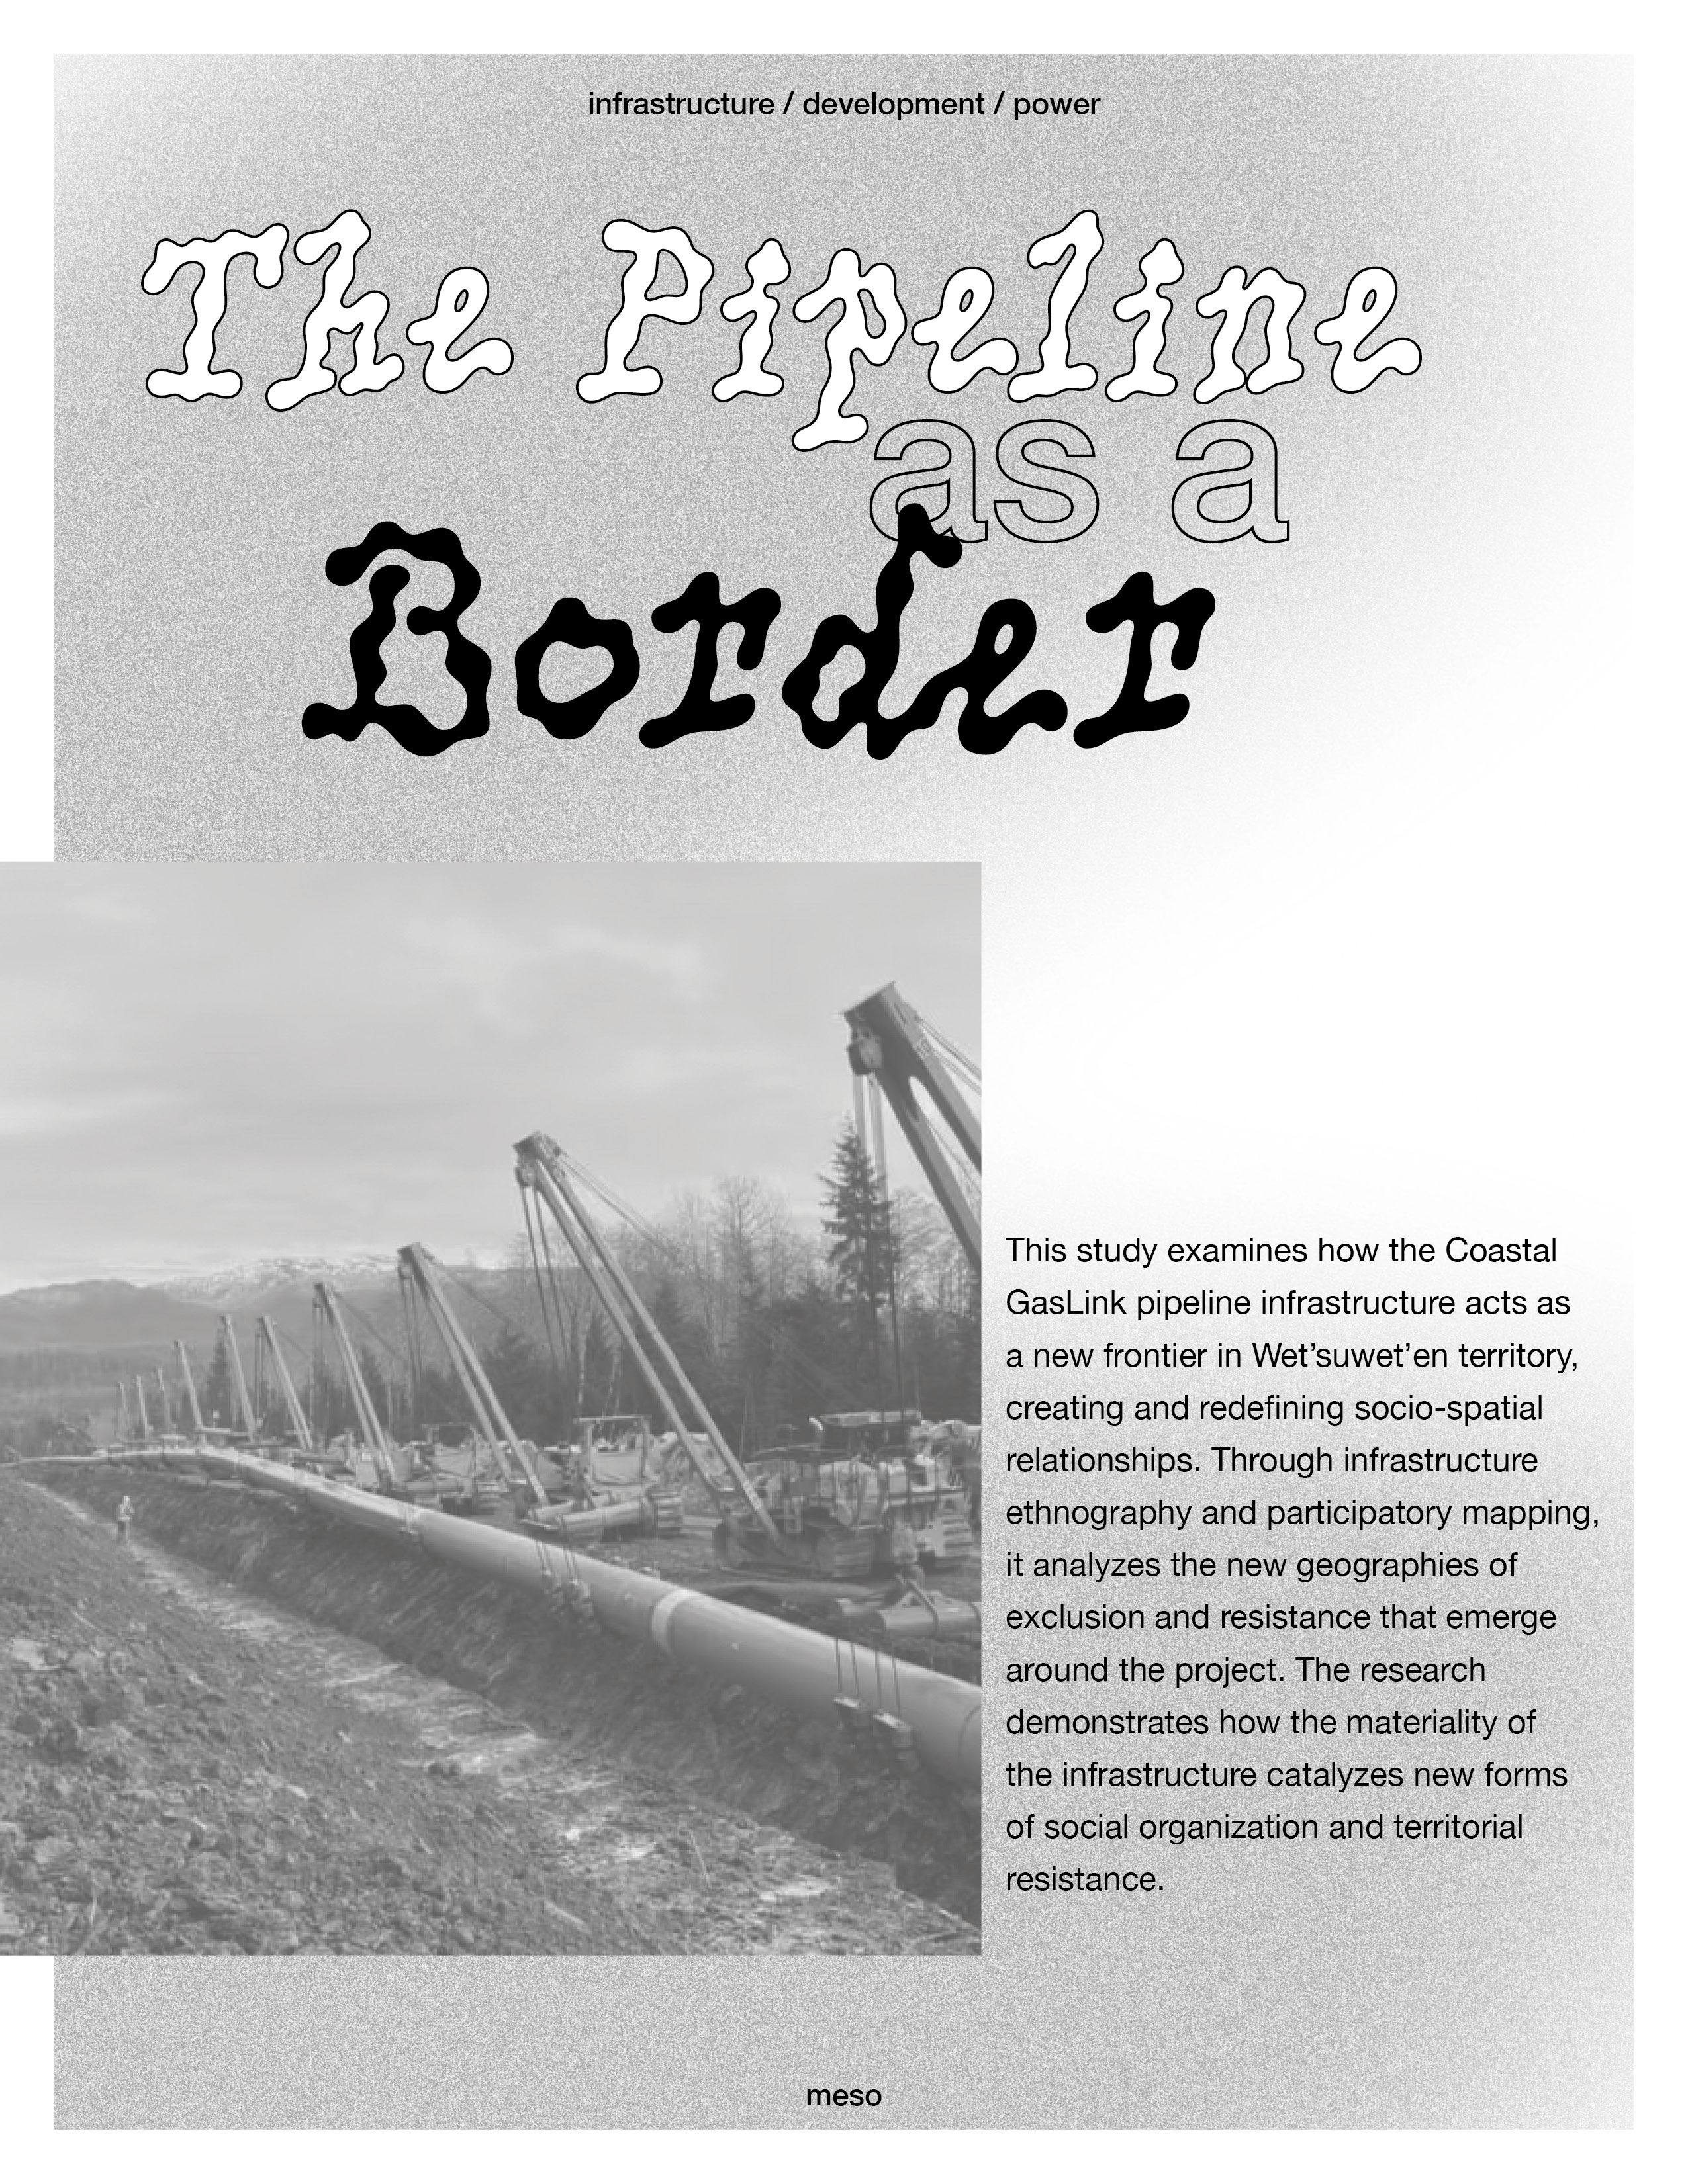 infrastructure / development / power
The Pipeline
as a
Border
This study examines how the Coastal
GasLink pipeline infrastructure acts as
a new frontier in Wet’suwet’en territory,
creating and redefining socio-spatial
relationships. Through infrastructure
ethnography and participatory mapping,
it analyzes the new geographies of
exclusion and resistance that emerge
around the project. The research
demonstrates how the materiality of
the infrastructure catalyzes new forms
of social organization and territorial
resistance.
meso